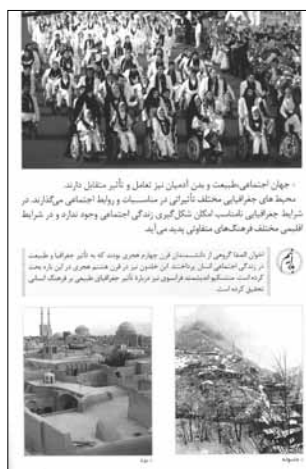 ◦ جهان اجتماعی،طبیعت و بدن آدمیان نیز تعامل و تأثیر متقابل دارند.
محیط های جغرافیایی مختلف تأثیراتی در مناسبات و روابط اجتماعی می‌گذارند. در
شرایط جغرافیایی نامناسب امکان شکل‌گیری زندگی اجتماعی وجود ندارد و در شرایط
اقلیمی مختلف فرهنگ‌های متفاوتی پدید می‌آید.
اخوان الصفا گروهی از دانشمندان قرن چهارم هجری بودند که به تأثیر جغرافیا و طبیعت
در زندگی اجتماعی انسان پرداختند. ابن خلدون نیز در قرن هشتم هجری در این باره بحث
کرده است. منتسکیو اندیشمند فرانسوی نیز درباره تأثیر جغرافیای طبیعی بر فرهنگ انسانی
تحقیق کرده است.
◦ یزد
◦ ماسوله